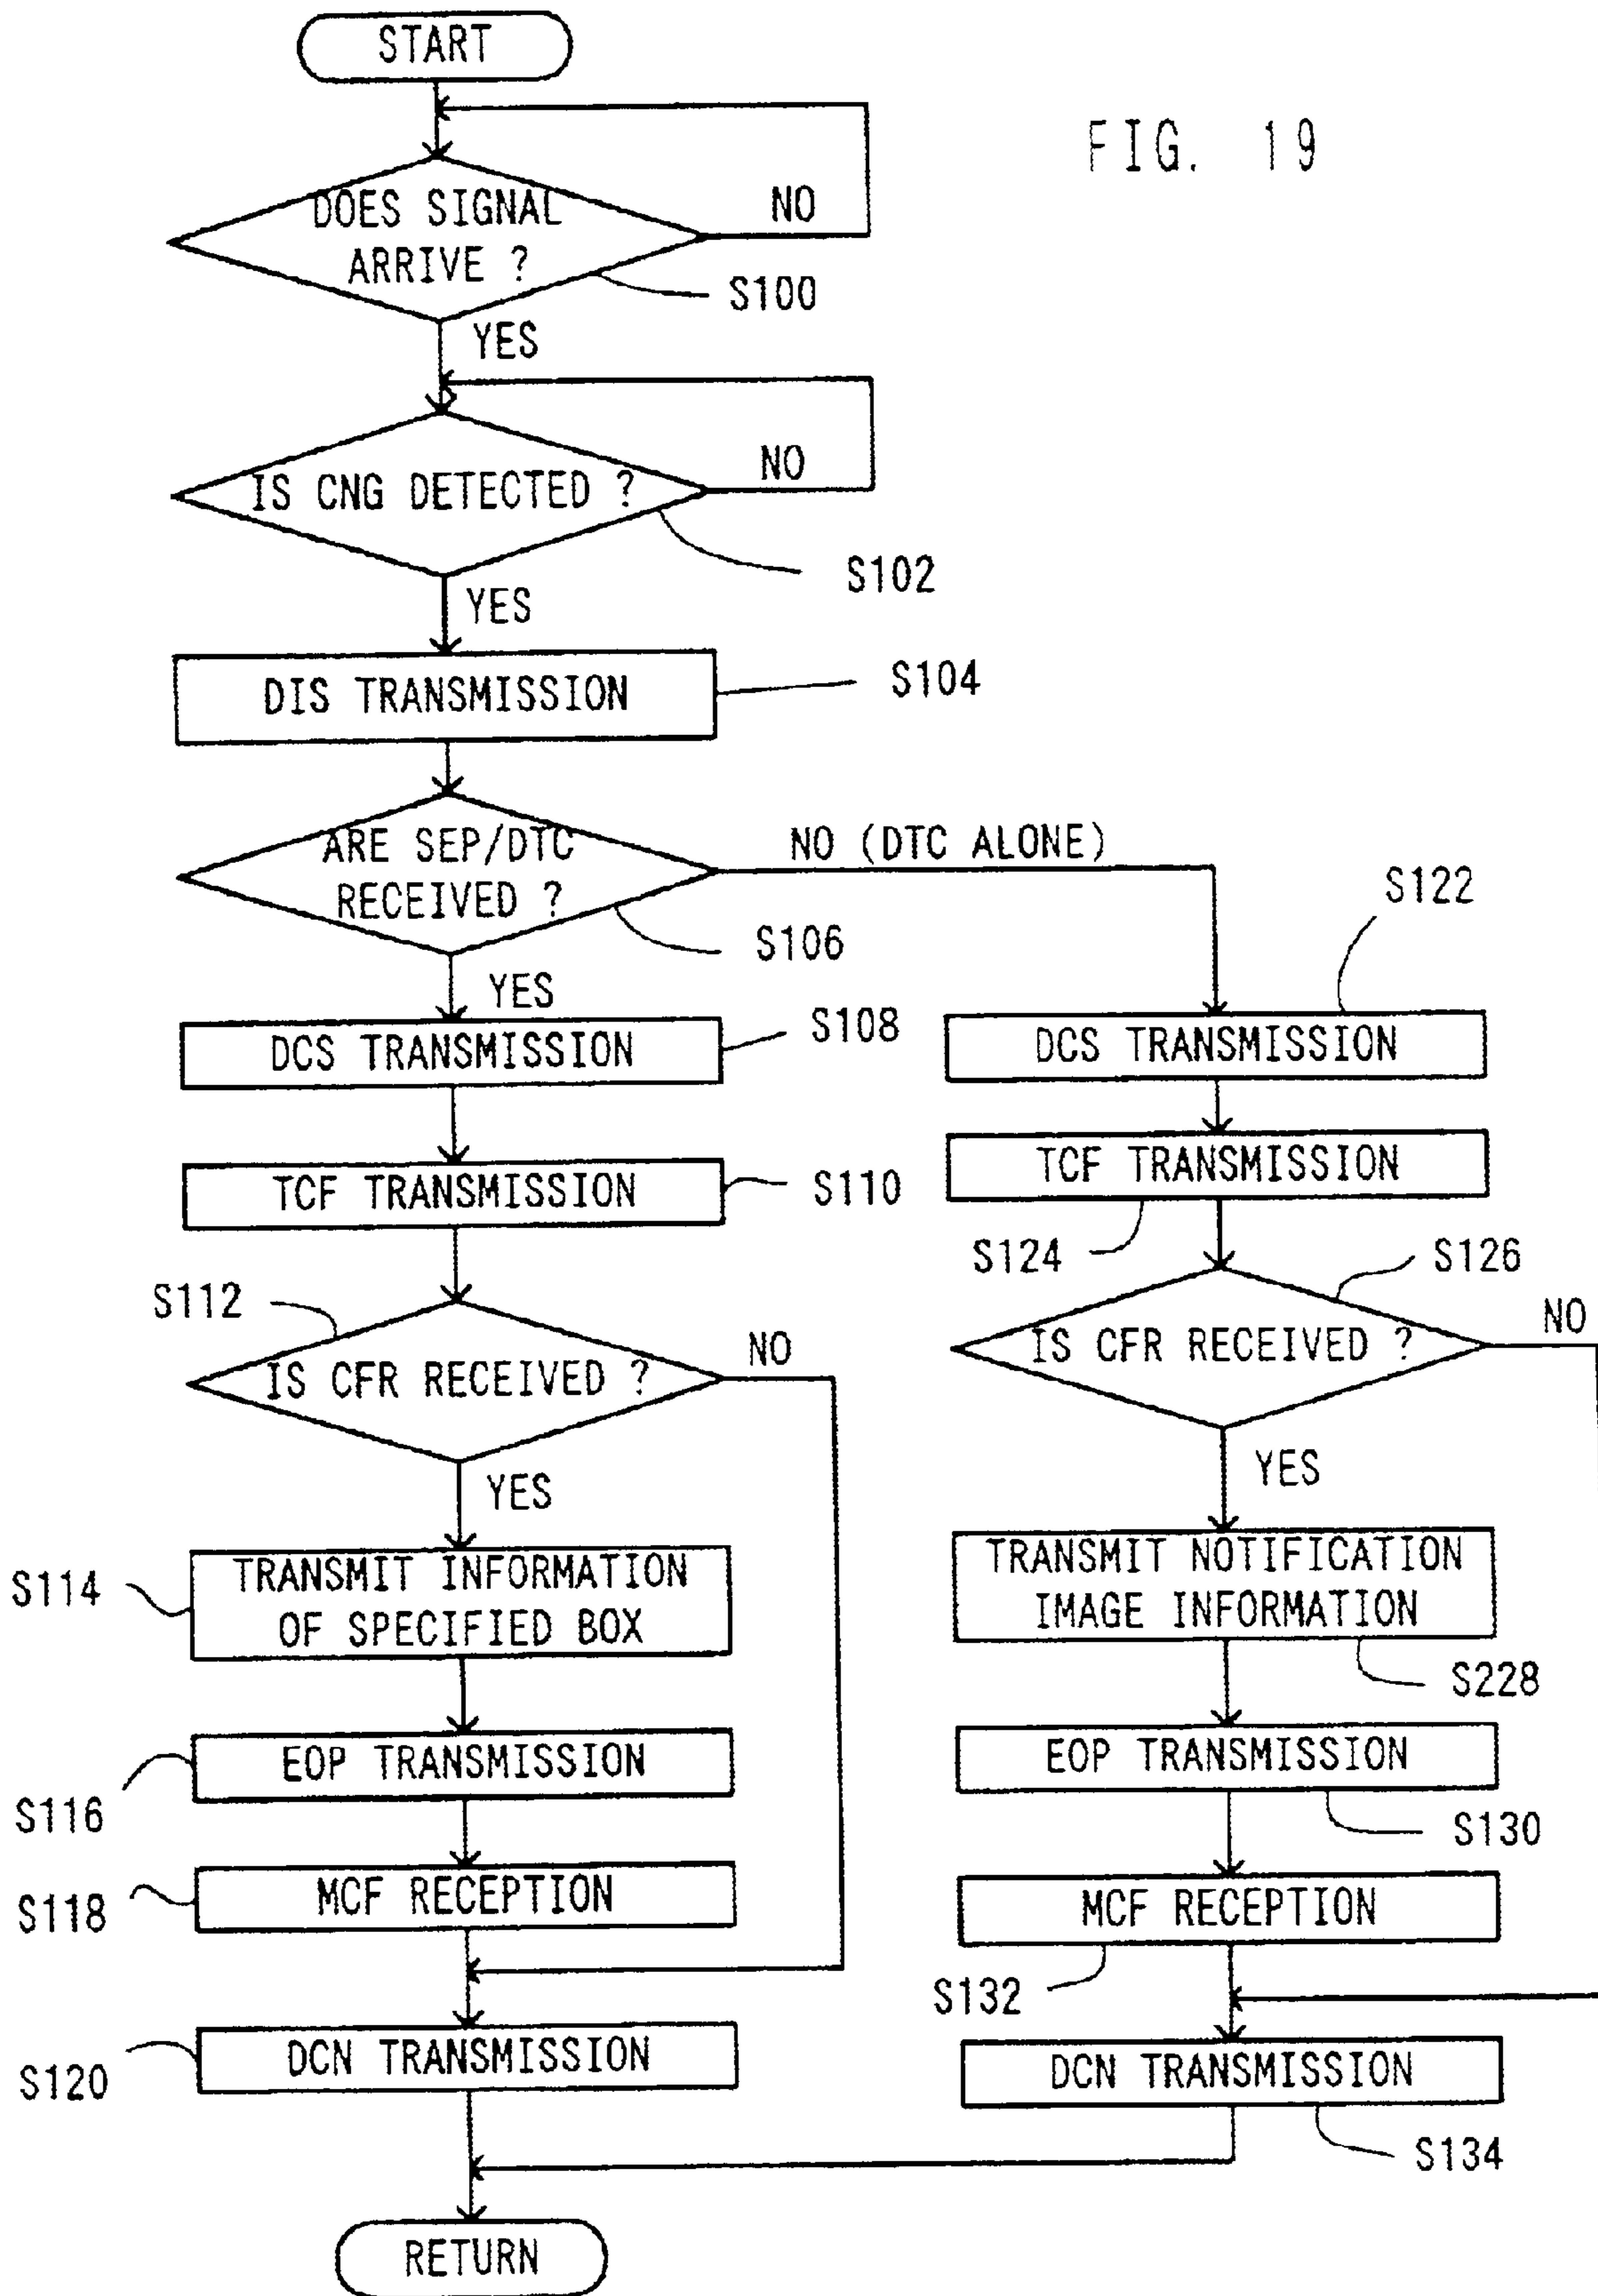 START
FIG. 19
DOES SIGNAL
ARRIVE ?
NO
S100
YES
IS CNG DETECTED ?
NO
S102
YES
DIS TRANSMISSION
S104
ARE SEP/DTC
RECEIVED ?
NO (DTC ALONE)
S106
YES
DCS TRANSMISSION
S108
TCF TRANSMISSION
S110
S112
IS CFR RECEIVED ?
NO
YES
S114
TRANSMIT INFORMATION
OF SPECIFIED BOX
S116
EOP TRANSMISSION
S118
MCF RECEPTION
S120
DCN TRANSMISSION
S122
DCS TRANSMISSION
TCF TRANSMISSION
S124
S126
IS CFR RECEIVED ?
NO
YES
TRANSMIT NOTIFICATION
IMAGE INFORMATION
S228
EOP TRANSMISSION
S130
MCF RECEPTION
S132
DCN TRANSMISSION
S134
RETURN